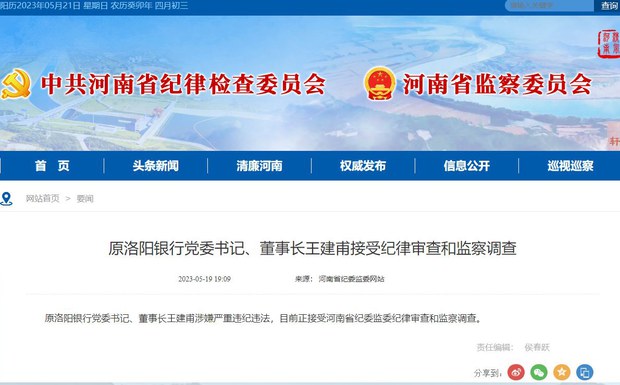 阳历2023年05月21日 星期日 农历癸卯年 四月初三
查询
中共河南省纪律检查委员会 河南省监察委员会
首 页 头条新闻 清廉河南 权威发布 信息公开 巡视巡察
网站首页 > 要闻
原洛阳银行党委书记、董事长王建甫接受纪律审查和监察调查
2023-05-19 19:09 来源： 河南省纪委监委网站
原洛阳银行党委书记、董事长王建甫涉嫌严重违纪违法，目前正接受河南省纪委监委纪律审查和监察调查。
责任编辑： 侯春跃
分享到：